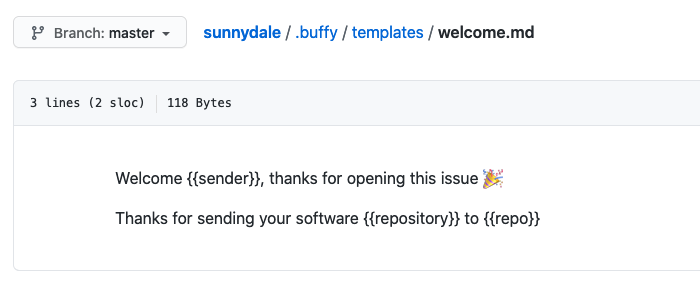 Branch: master sunnydale / .buffy / templates / welcome.md
3 lines (2 sloc) 118 Bytes
Welcome {{sender}}, thanks for opening this issue 🎉
Thanks for sending your software {{repository}} to {{repo}}